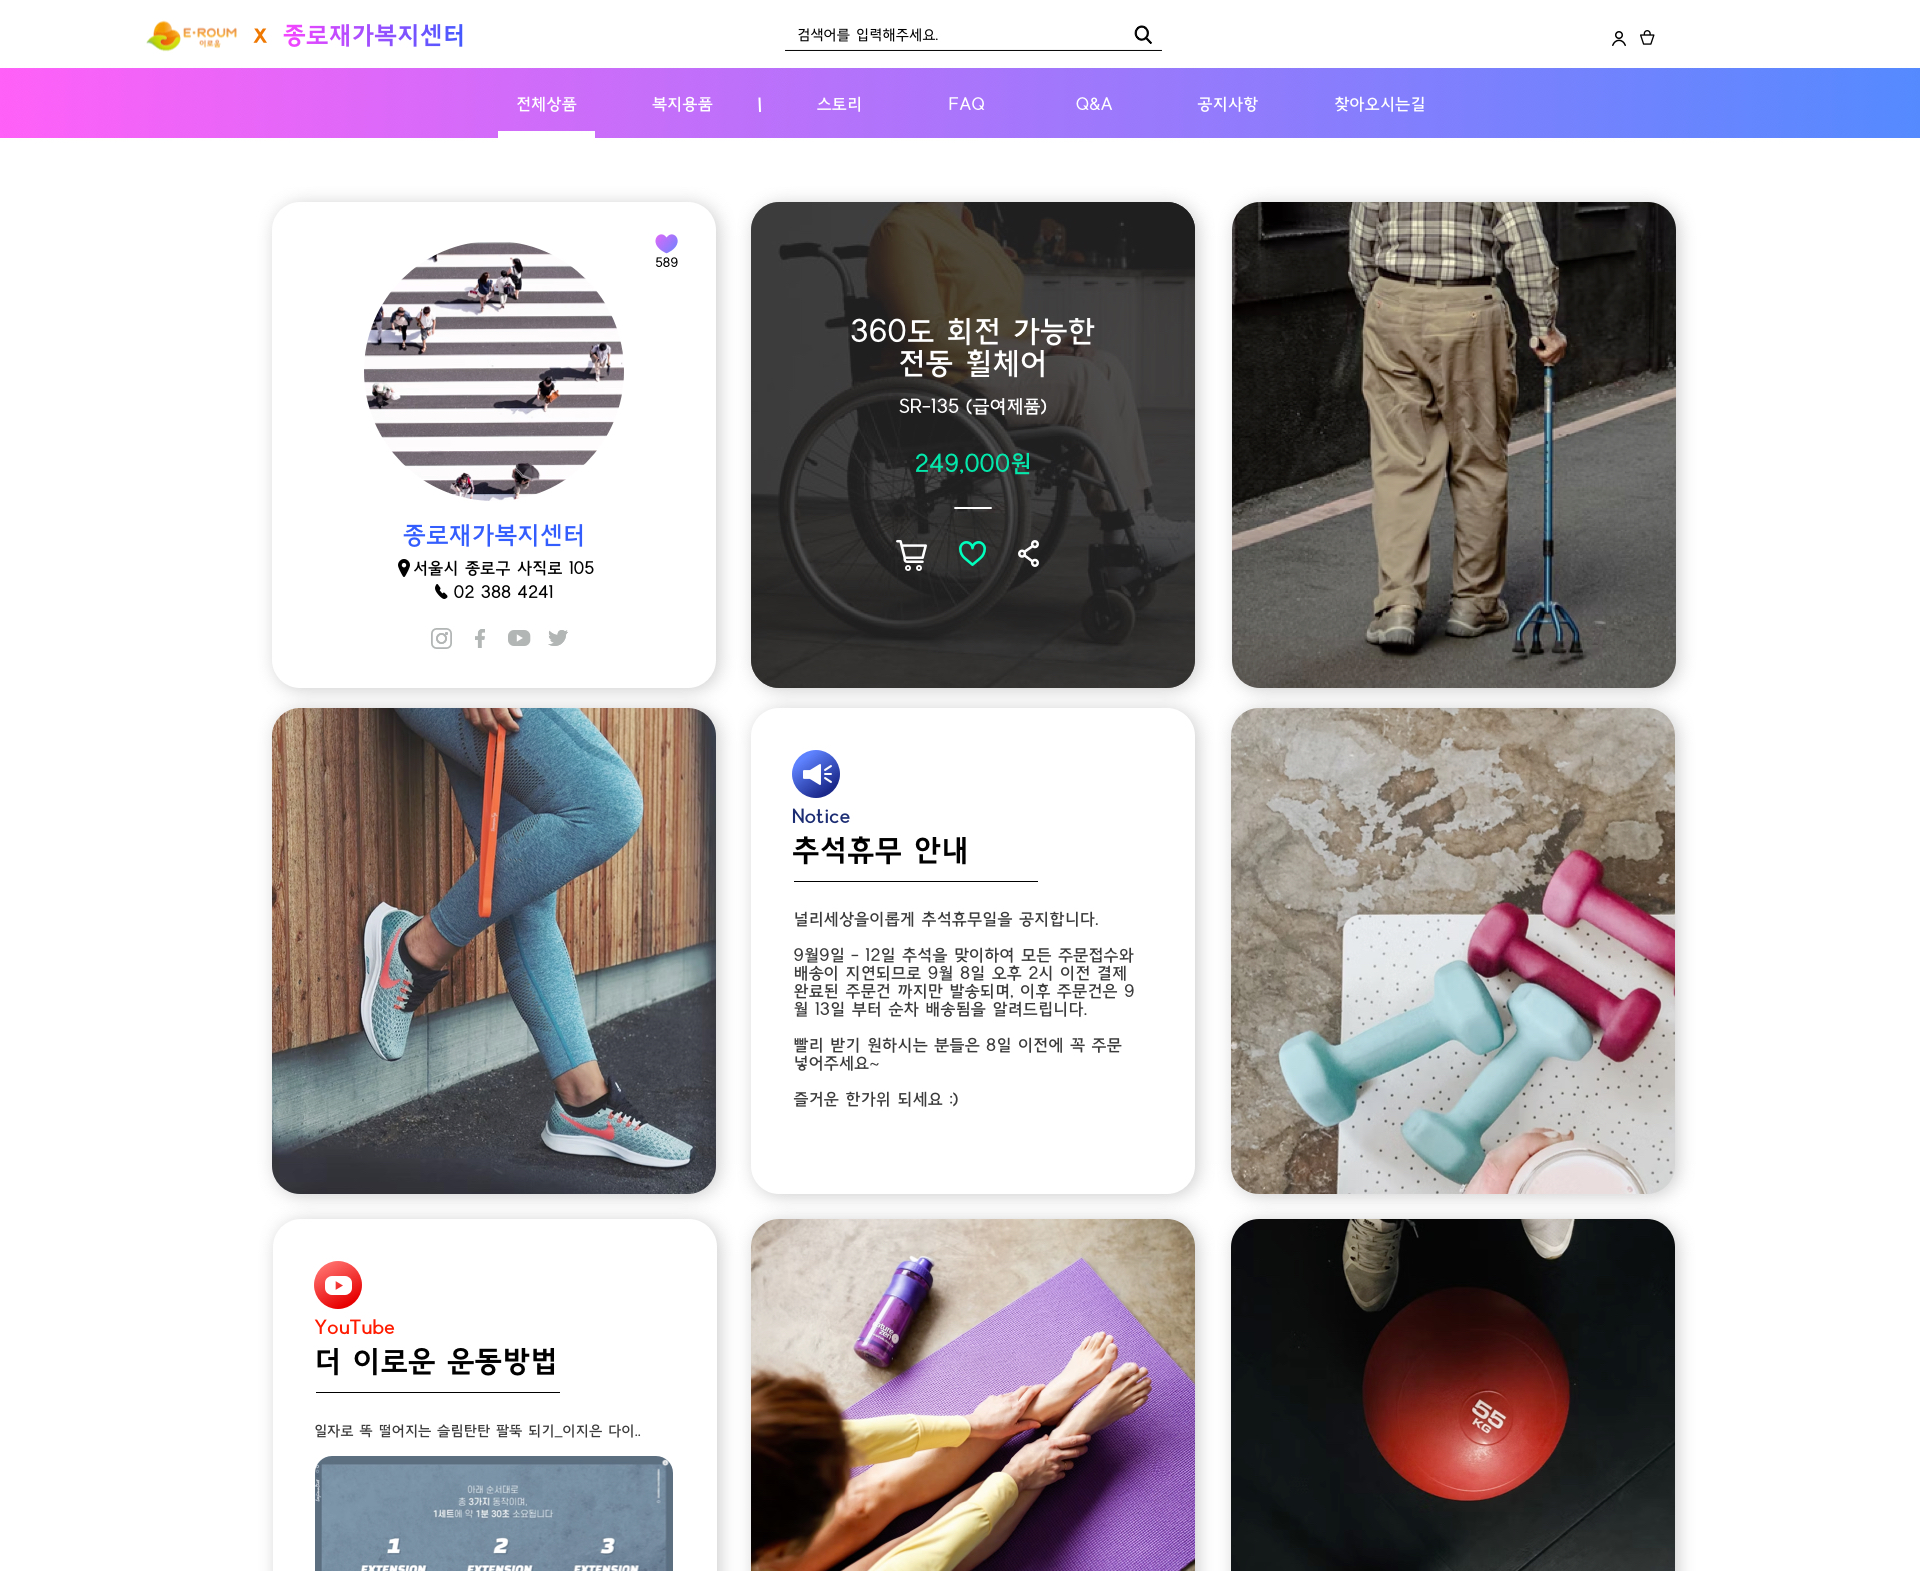 E·ROUM
이로움
X 종로재가복지센터
검색어를 입력해주세요.
전체상품 복지용품 | 스토리 FAQ Q&A 공지사항 찾아오시는길
589
종로재가복지센터
서울시 종로구 사직로 105
02 388 4241
360도 회전 가능한
전동 휠체어
SR-135 (급여제품)
249,000원
Notice
추석휴무 안내
널리세상을이롭게 추석휴무일을 공지합니다.
9월9일 - 12일 추석을 맞이하여 모든 주문접수와
배송이 지연되므로 9월 8일 오후 2시 이전 결제
완료된 주문건 까지만 발송되며, 이후 주문건은 9
월 13일 부터 순차 배송됨을 알려드립니다.
빨리 받기 원하시는 분들은 8일 이전에 꼭 주문
넣어주세요~
즐거운 한가위 되세요 :)
YouTube
더 이로운 운동방법
일자로 똑 떨어지는 슬림탄탄 팔뚝 되기_이지은 다이..
아래 순서대로
총 3가지 동작이며,
1세트에 약 1분 30초 소요됩니다
1 2 3
EXTENSION EXTENSION EXTENSION
55
KG